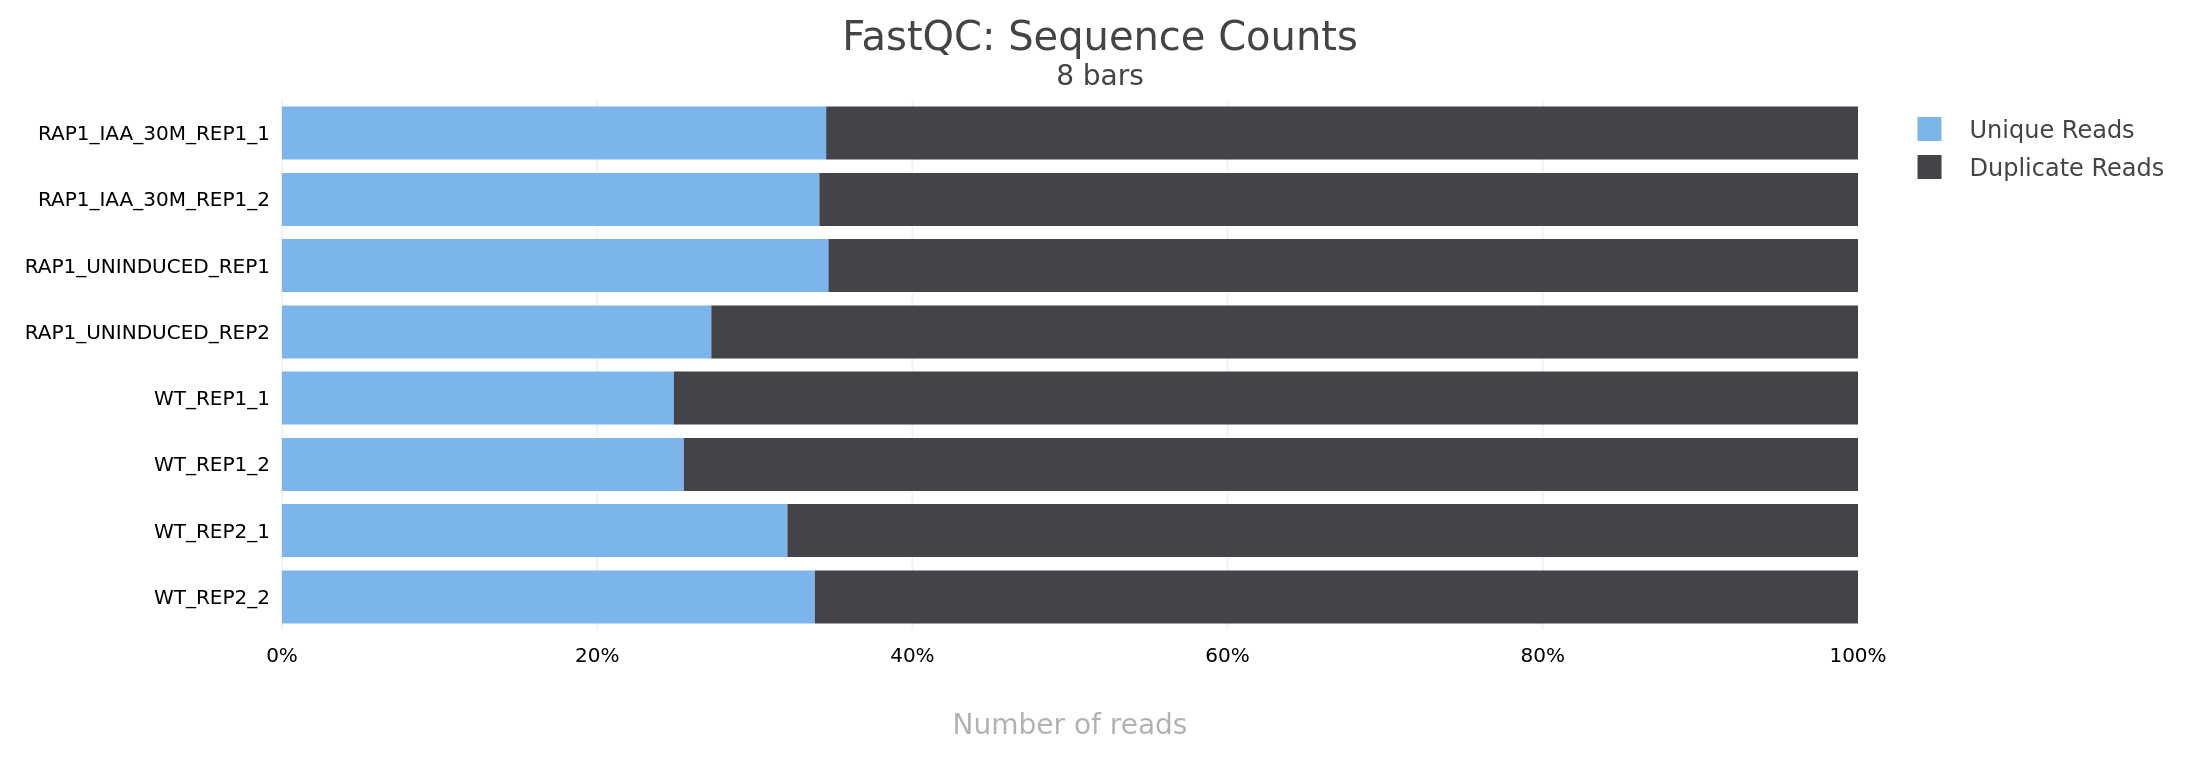 FastQC: Sequence Counts
8 bars
RAP1_IAA_30M_REP1_1
RAP1_IAA_30M_REP1_2
RAP1_UNINDUCED_REP1
RAP1_UNINDUCED_REP2
WT_REP1_1
WT_REP1_2
WT_REP2_1
WT_REP2_2
0% 20% 40% 60% 80% 100%
Number of reads
Unique Reads
Duplicate Reads